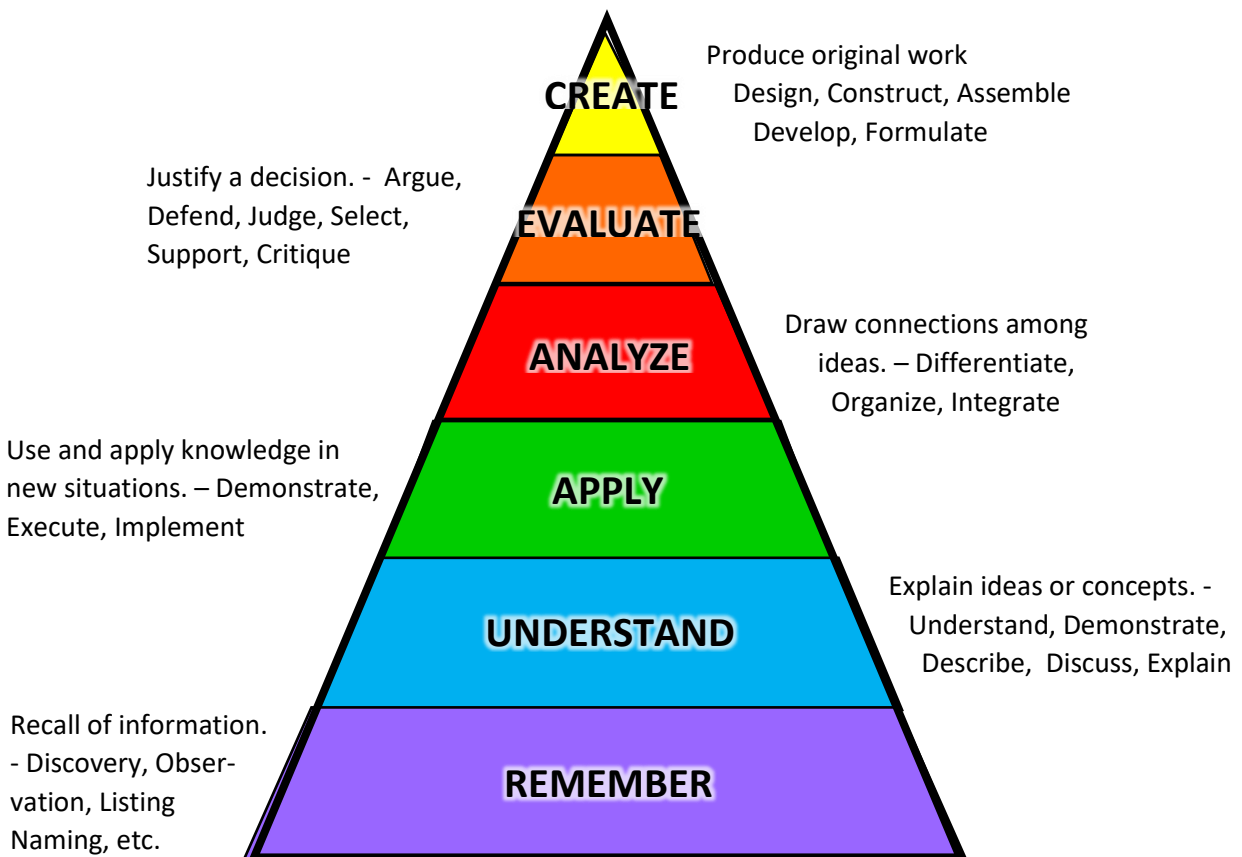 Produce original work
CREATE
Design, Construct, Assemble
Develop, Formulate
Justify a decision. - Argue,
Defend, Judge, Select,
Support, Critique
EVALUATE
Draw connections among
ideas. – Differentiate,
Organize, Integrate
ANALYZE
Use and apply knowledge in
new situations. – Demonstrate,
Execute, Implement
APPLY
Explain ideas or concepts. -
Understand, Demonstrate,
Describe, Discuss, Explain
UNDERSTAND
Recall of information.
- Discovery, Obser-
vation, Listing
Naming, etc.
REMEMBER